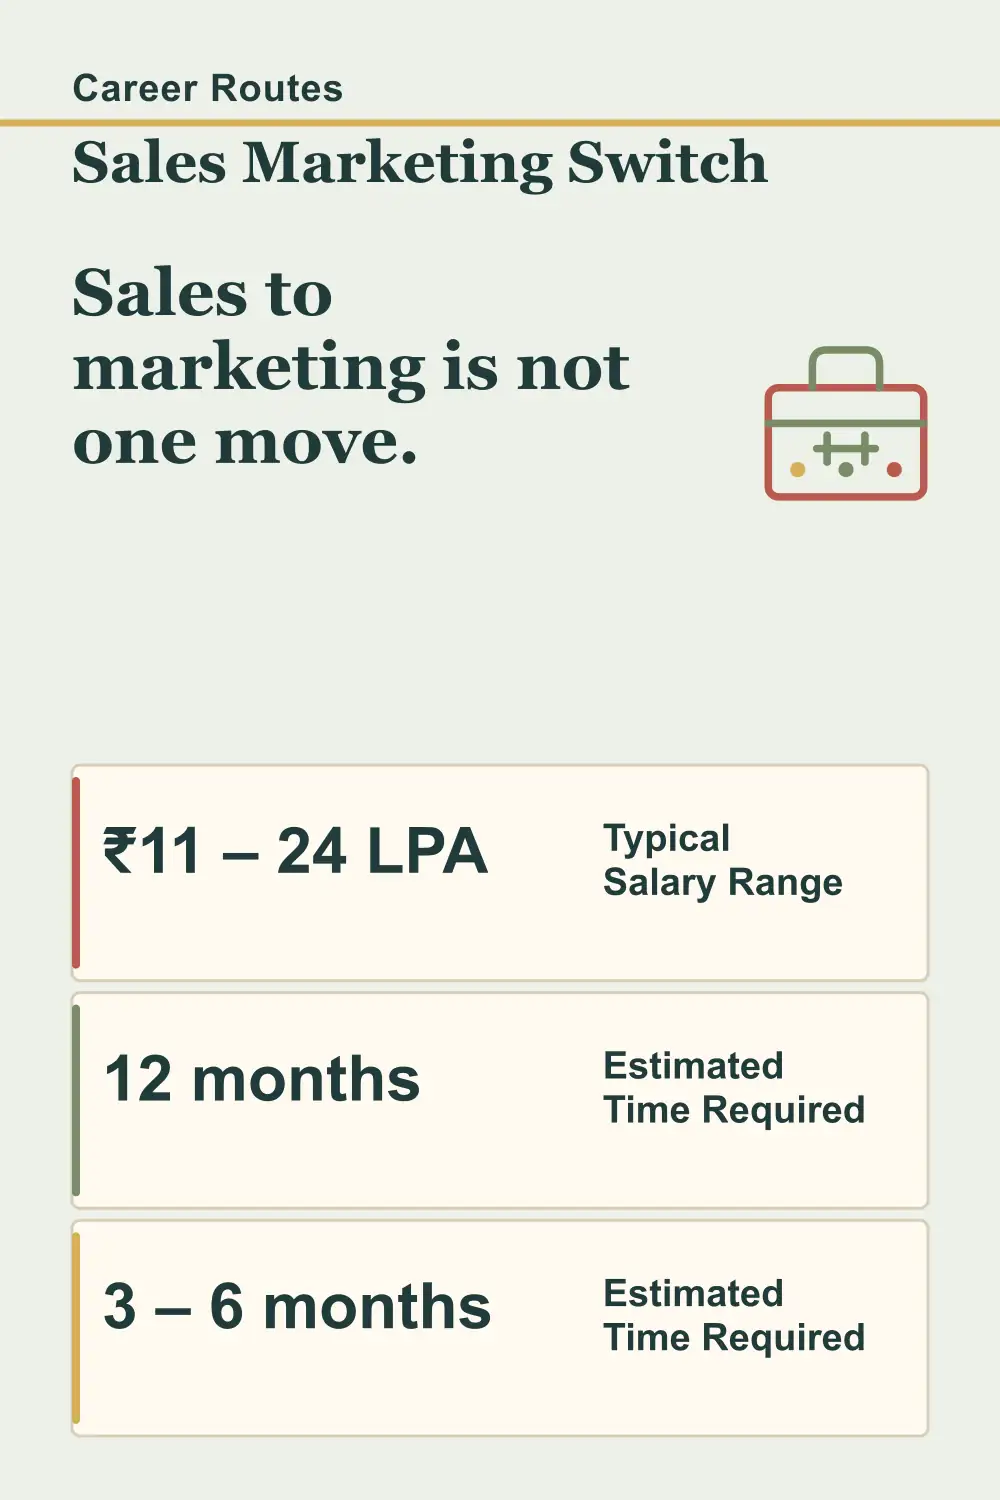 Career Routes
Sales Marketing Switch
Sales to
marketing is not
one move.
₹11 – 24 LPA
Typical
Salary Range
12 months
Estimated
Time Required
3 – 6 months
Estimated
Time Required